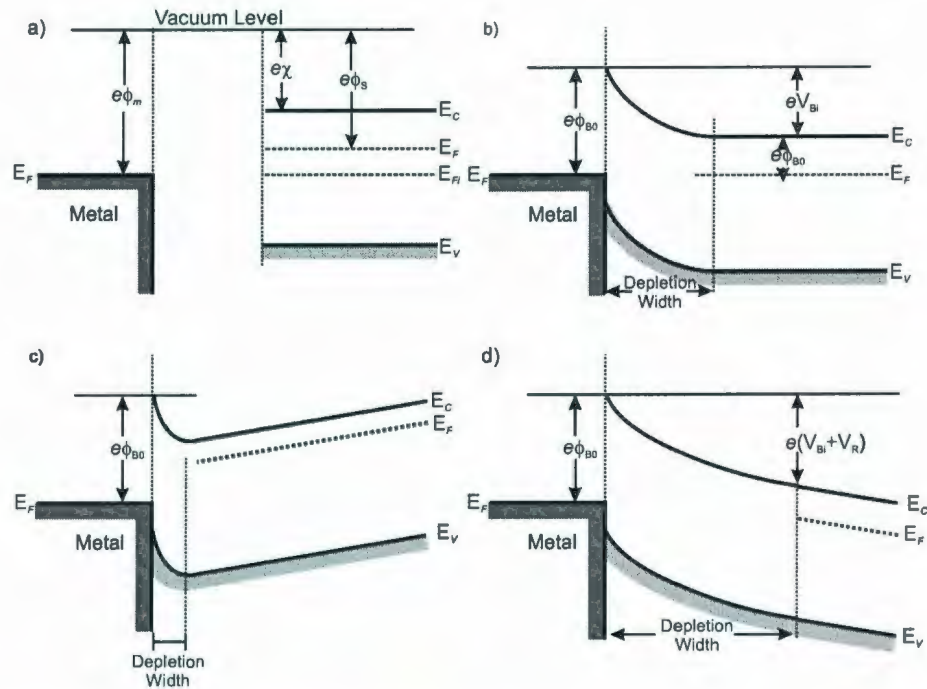 a)
Vacuum Level
eϕm
eχ
eϕs
EC
EF
EFi
EV
EF
Metal
b)
eϕB0
eVBi
EC
eϕB0
EF
EF
Metal
EV
Depletion
Width
c)
eϕB0
EC
EF
EF
Metal
EV
Depletion
Width
d)
eϕB0
e(VBi+VR)
EF
EC
EF
Metal
Depletion
Width
EV